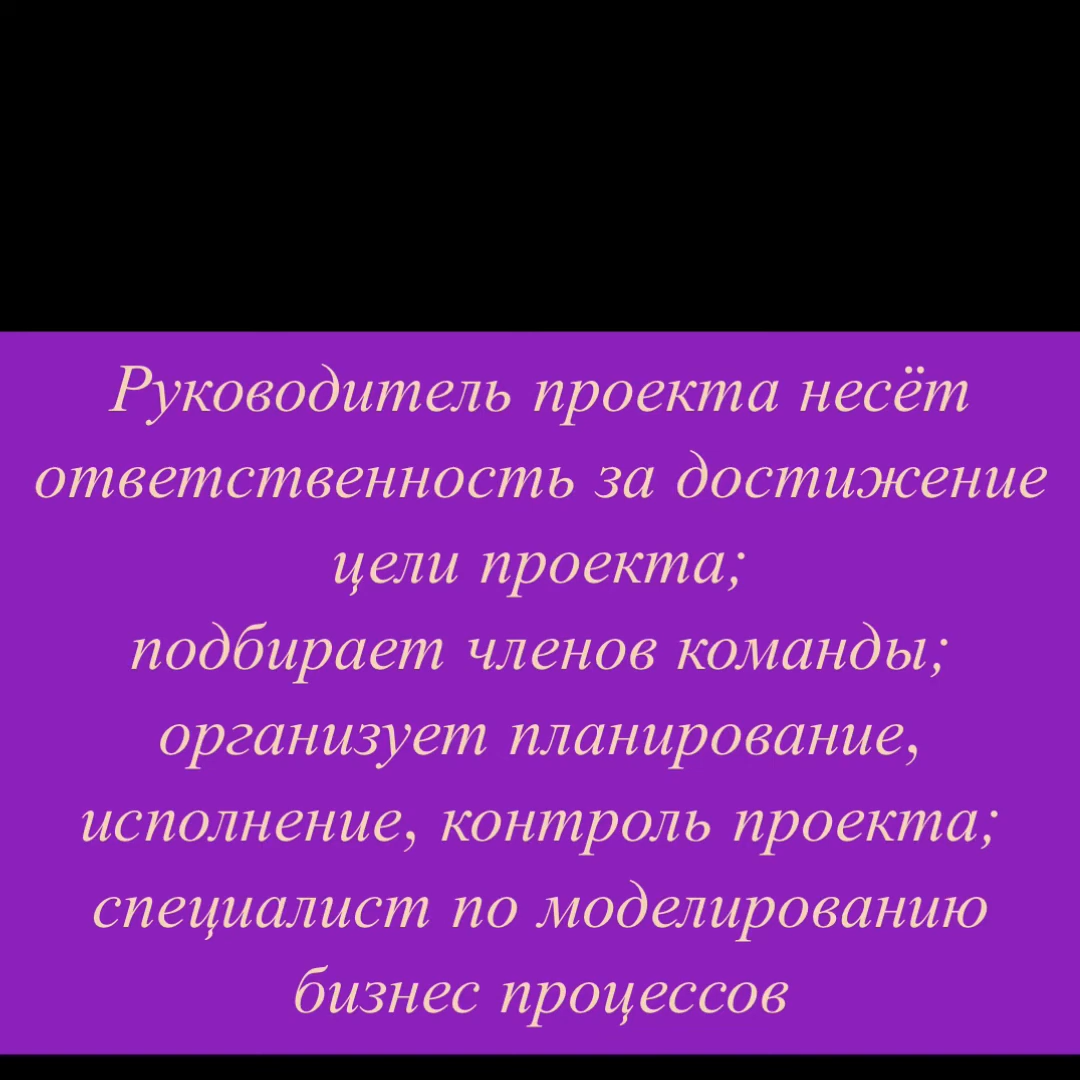 Руководитель проекта несёт
ответственность за достижение
цели проекта;
подбирает членов команды;
организует планирование,
исполнение, контроль проекта;
специалист по моделированию
бизнес процессов